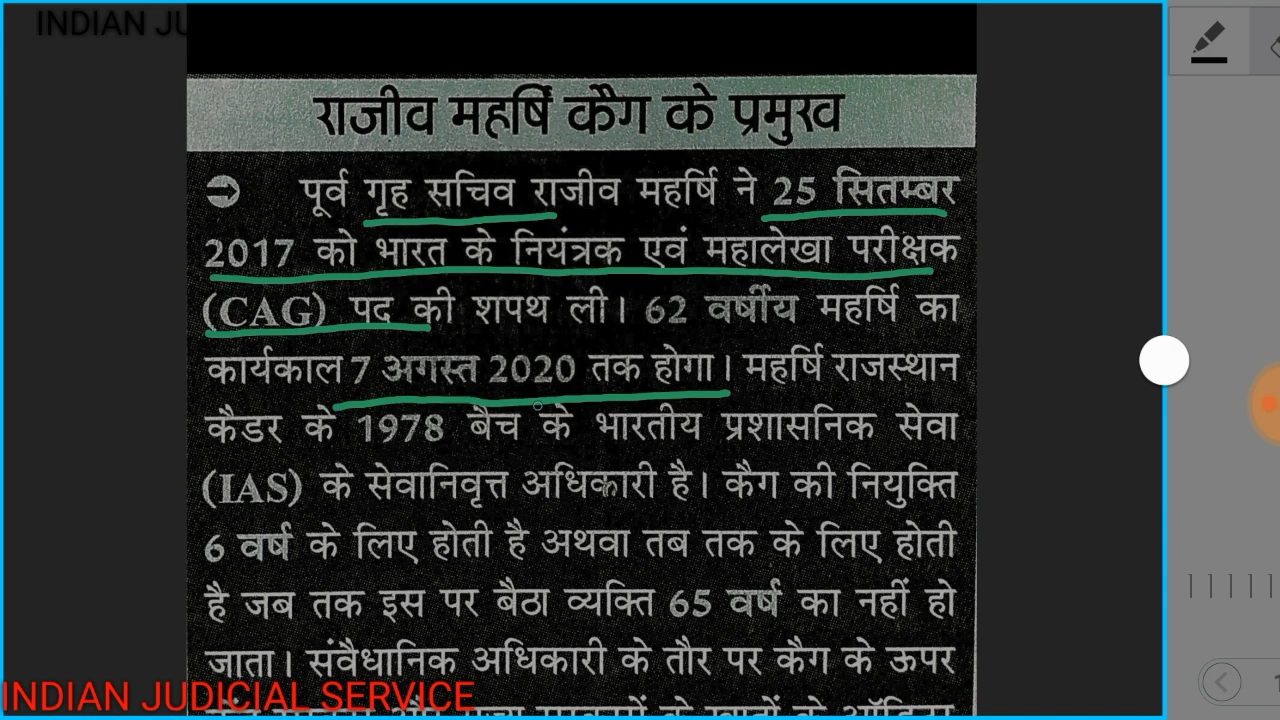 INDIAN JU
राजीव महर्षि कैग के प्रमुख
पूर्व गृह सचिव राजीव महर्षि ने 25 सितम्बर
2017 को भारत के नियंत्रक एवं महालेखा परीक्षक
(CAG) पद की शपथ ली। 62 वर्षीय महर्षि का
कार्यकाल 7 अगस्त 2020 तक होगा। महर्षि राजस्थान
कैडर के 1978 बैच के भारतीय प्रशासनिक सेवा
(IAS) के सेवानिवृत्त अधिकारी है। कैग की नियुक्ति
6 वर्ष के लिए होती है अथवा तब तक के लिए होती
है जब तक इस पर बैठा व्यक्ति 65 वर्ष का नहीं हो
जाता। संवैधानिक अधिकारी के तौर पर कैग के ऊपर
INDIAN JUDICIAL SERVICE